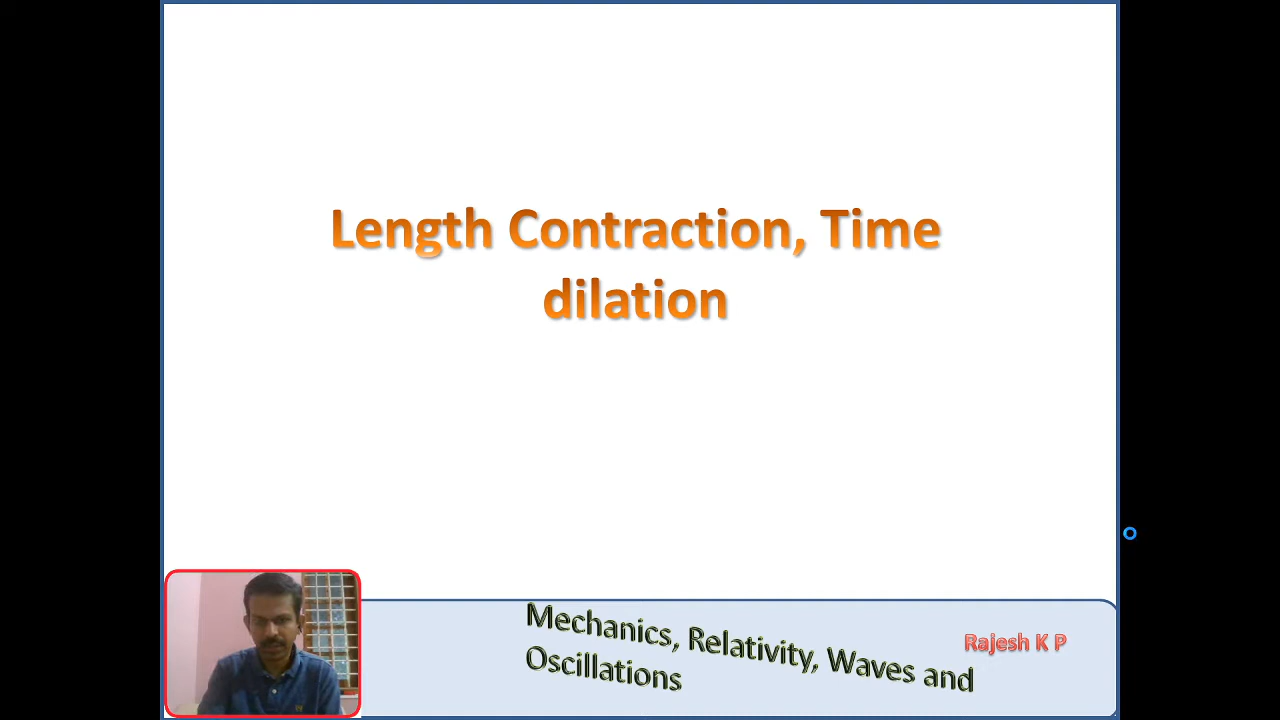 Length Contraction, Time
dilation
Mechanics, Relativity, Waves and
Oscillations
Rajesh K P